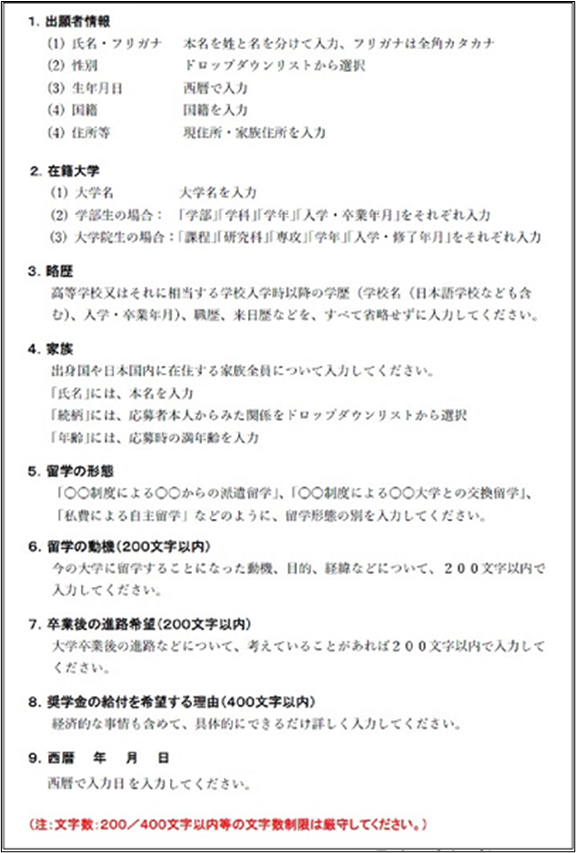 1. 出願者情報
(1) 氏名・フリガナ 本名を姓と名を分けて入力、フリガナは全角カタカナ
(2) 性別 ドロップダウンリストから選択
(3) 生年月日 西暦で入力
(4) 国籍 国籍を入力
(4) 住所等 現住所・家族住所を入力
2. 在籍大学
(1) 大学名 大学名を入力
(2) 学部生の場合：「学部」「学科」「学年」「入学・卒業年月」をそれぞれ入力
(3) 大学院生の場合：「課程」「研究科」「専攻」「学年」「入学・修了年月」をそれぞれ入力
3. 略歴
高等学校又はそれに相当する学校入学時以降の学歴（学校名（日本語学校なども含
む）、入学・卒業年月）、職歴、来日歴などを、すべて省略せずに入力してください。
4. 家族
出身国や日本国内に在住する家族全員について入力してください。
「氏名」には、本名を入力
「続柄」には、応募者本人からみた関係をドロップダウンリストから選択
「年齢」には、応募時の満年齢を入力
5. 留学の形態
「〇〇制度による〇〇からの派遣留学」、「〇〇制度による〇〇大学との交換留学」、
「私費による自主留学」などのように、留学形態の別を入力してください。
6. 留学の動機(200文字以内)
今の大学に留学することになった動機、目的、経緯などについて、２００文字以内で
入力してください。
7. 卒業後の進路希望(200文字以内)
大学卒業後の進路などについて、考えていることがあれば２００文字以内で入力して
ください。
8. 奨学金の給付を希望する理由(400文字以内)
経済的な事情も含めて、具体的にできるだけ詳しく入力してください。
9. 西暦 年 月 日
西暦で入力日を入力してください。
(注：文字数：200／400文字以内等の文字数制限は厳守してください。)